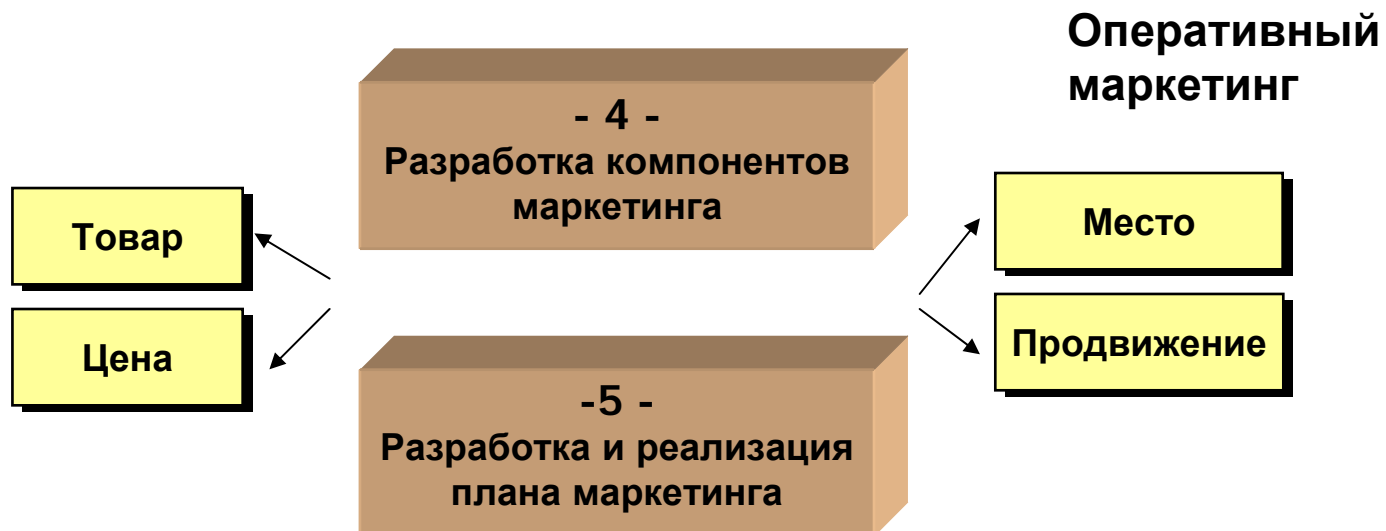 Оперативный
маркетинг
- 4 -
Разработка компонентов
маркетинга
Товар
Цена
Место
Продвижение
-5 -
Разработка и реализация
плана маркетинга